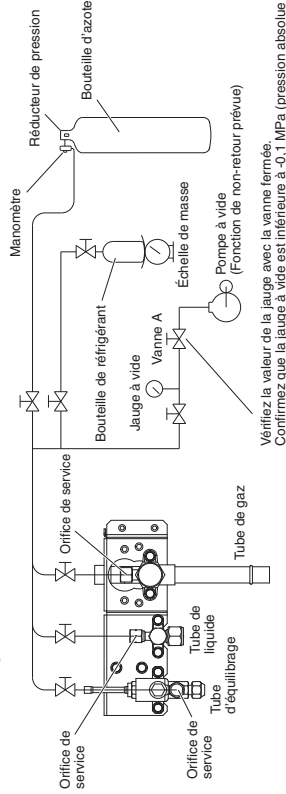 Réducteur de pression
Manomètre
Bouteille d'azote
Bouteille de réfrigérant
Échelle de masse
Jauge à vide
Vanne A
Pompe à vide
(Fonction de non-retour prévue)
Vérifiez la valeur de la jauge avec la vanne fermée.
Confirmez que la jauge à vide est inférieure à -0,1 MPa (pression absolue
Orifice de service
Tube de gaz
Orifice de
service
Tube de
liquide
Tube
d'équilibrage
Orifice de
service